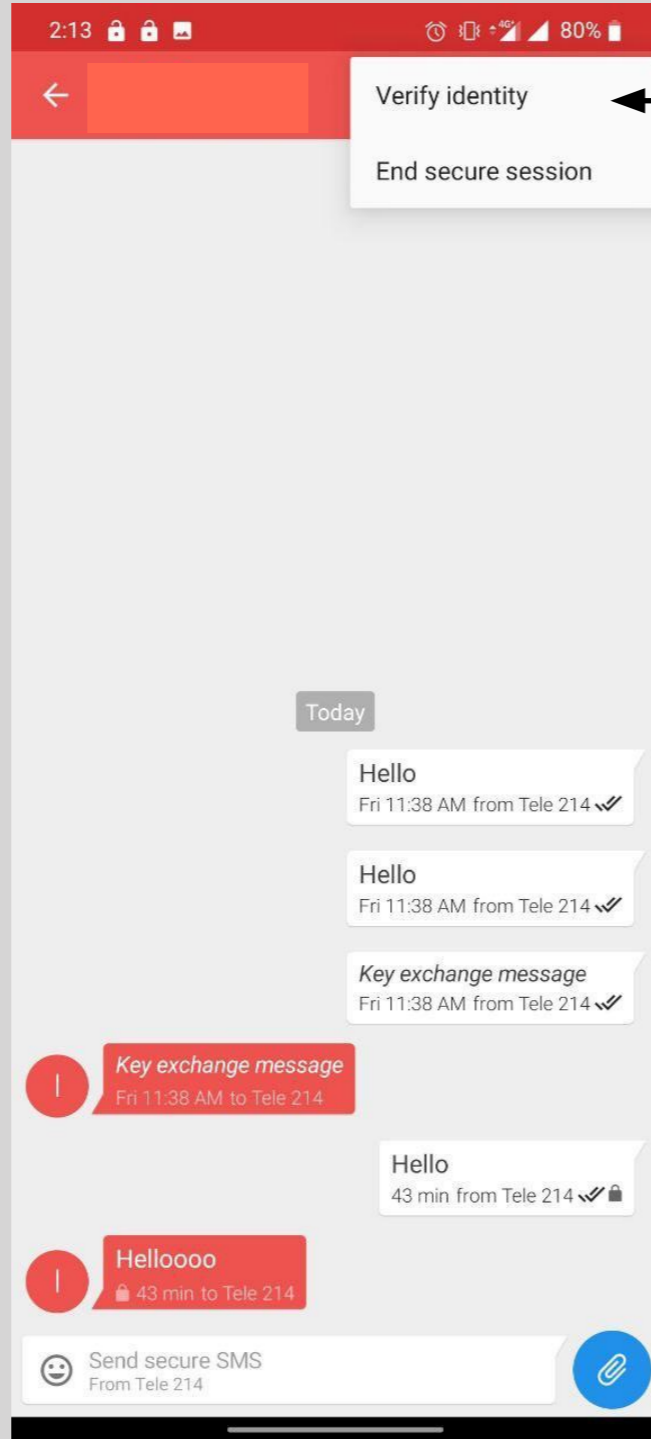 2:13 4G+ 80%
Verify identity
End secure session
Today
Hello
Fri 11:38 AM from Tele 214
Hello
Fri 11:38 AM from Tele 214
Key exchange message
Fri 11:38 AM from Tele 214
I
Key exchange message
Fri 11:38 AM to Tele 214
Hello
43 min from Tele 214
I
Helloooo
43 min to Tele 214
Send secure SMS
From Tele 214